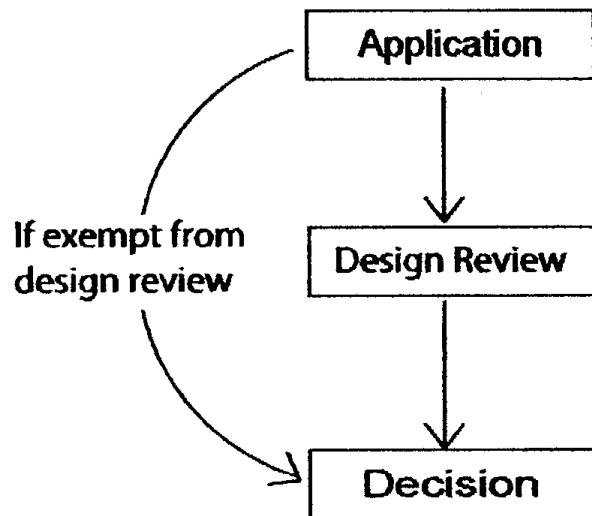 Application
If exempt from
design review
Design Review
Decision